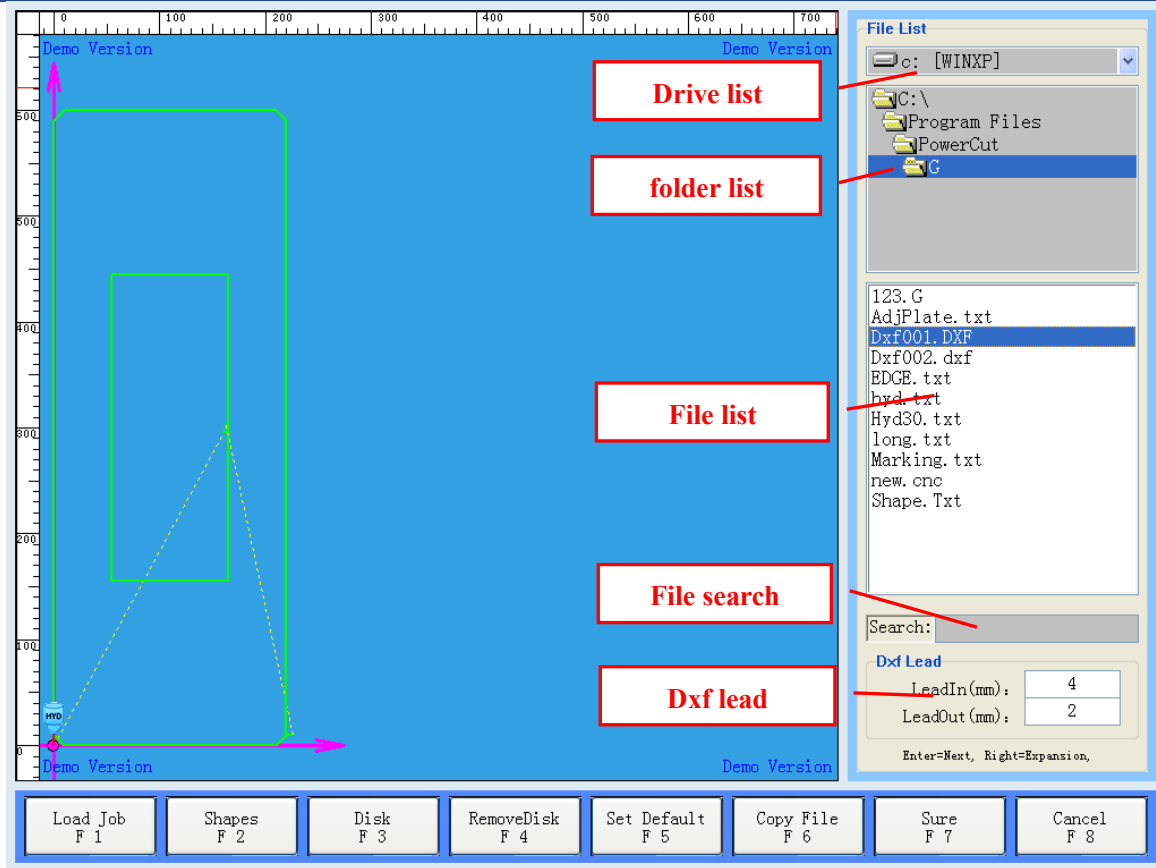 0 100 200 300 400 500 600 700
Demo Version Demo Version
500
500
400
300
200
100
0
HYD
Demo Version Demo Version
Drive list
folder list
File list
File search
Dxf lead
File List
c: [WINXP]
C:\
Program Files
PowerCut
G
123.G
AdjPlate.txt
Dxf001.DXF
Dxf002.dxf
EDGE.txt
hyd.txt
Hyd30.txt
long.txt
Marking.txt
new.cnc
Shape.Txt
Search:
Dxf Lead
LeadIn(mm): 4
LeadOut(mm): 2
Enter=Next, Right=Expansion,
Load Job
F 1
Shapes
F 2
Disk
F 3
RemoveDisk
F 4
Set Default
F 5
Copy File
F 6
Sure
F 7
Cancel
F 8